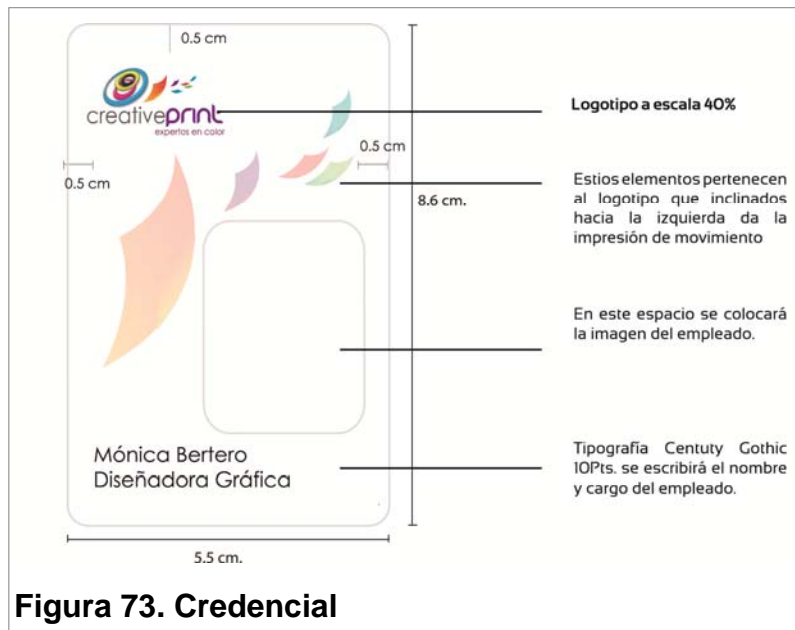 0.5 cm
creativeprint
expertos en color
0.5 cm
0.5 cm
8.6 cm.
Mónica Bertero
Diseñadora Gráfica
5.5 cm.
Logotipo a escala 40%
Estios elementos pertenecen
al logotipo que inclinados
hacia la izquierda da la
impresión de movimiento
En este espacio se colocará
la imagen del empleado.
Tipografía Centuty Gothic
10Pts. se escribirá el nombre
y cargo del empleado.
Figura 73. Credencial